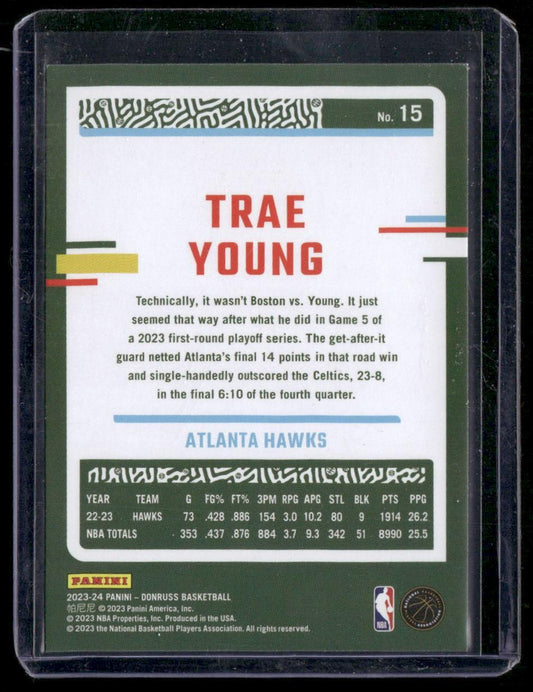 No. 15
TRAE
YOUNG
Technically, it wasn't Boston vs. Young. It just
seemed that way after what he did in Game 5 of
a 2023 first-round playoff series. The get-after-it
guard netted Atlanta's final 14 points in that road win
and single-handedly outscored the Celtics, 23-8,
in the final 6:10 of the fourth quarter.
ATLANTA HAWKS
YEAR TEAM G FG% FT% 3PM RPG APG STL BLK PTS PPG
22-23 HAWKS 73 .428 .886 154 3.0 10.2 80 9 1914 26.2
NBA TOTALS 353 .437 .876 884 3.7 9.3 342 51 8990 25.5
PANINI
2023-24 PANINI – DONRUSS BASKETBALL
帕尼尼 © 2023 Panini America, Inc.
© 2023 NBA Properties, Inc. Produced in the USA.
© 2023 the National Basketball Players Association. All rights reserved.
NBA